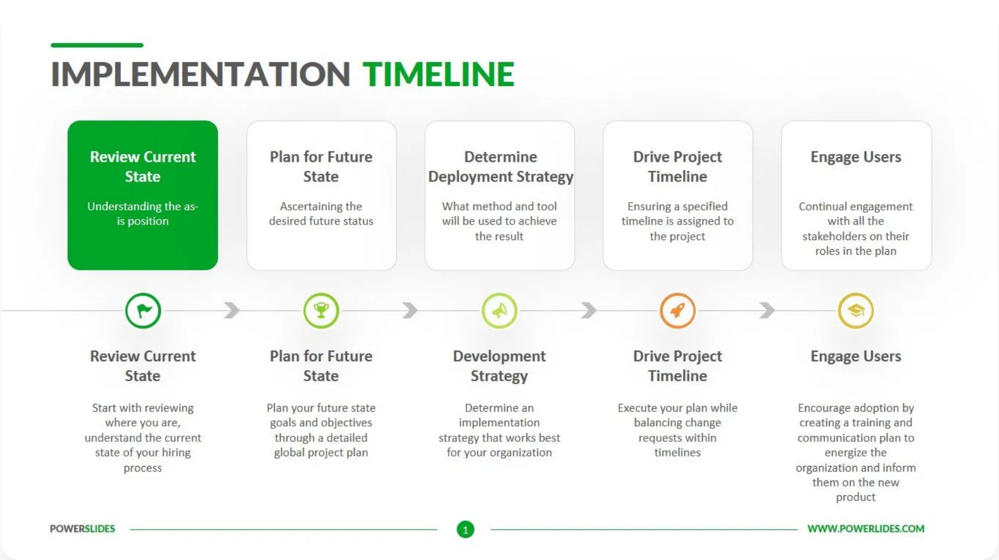 IMPLEMENTATION TIMELINE
Review Current
State
Understanding the as-
is position
Plan for Future
State
Ascertaining the
desired future status
Determine
Deployment Strategy
What method and tool
will be used to achieve
the result
Drive Project
Timeline
Ensuring a specified
timeline is assigned to
the project
Engage Users
Continual engagement
with all the
stakeholders on their
roles in the plan
Review Current
State
Start with reviewing
where you are,
understand the current
state of your hiring
process
Plan for Future
State
Plan your future state
goals and objectives
through a detailed
global project plan
Development
Strategy
Determine an
implementation
strategy that works best
for your organization
Drive Project
Timeline
Execute your plan while
balancing change
requests within
timelines
Engage Users
Encourage adoption by
creating a training and
communication plan to
energize the
organization and inform
them on the new
product
POWERSLIDES
1
WWW.POWERLIDES.COM